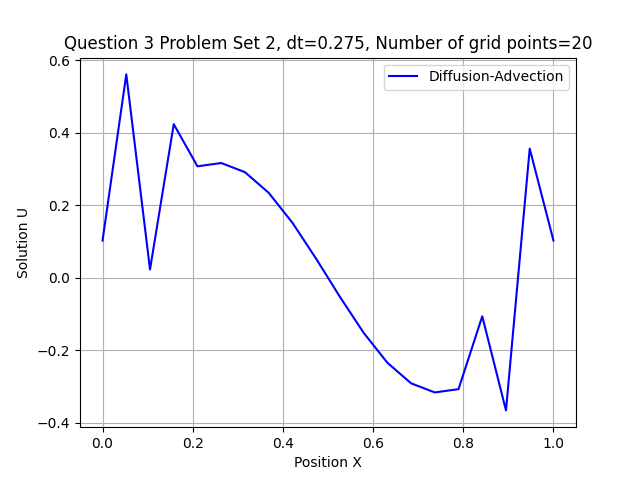 Question 3 Problem Set 2, dt=0.275, Number of grid points=20
Diffusion-Advection
Solution U
0.6
0.4
0.2
0.0
−0.2
−0.4
0.0 0.2 0.4 0.6 0.8 1.0
Position X